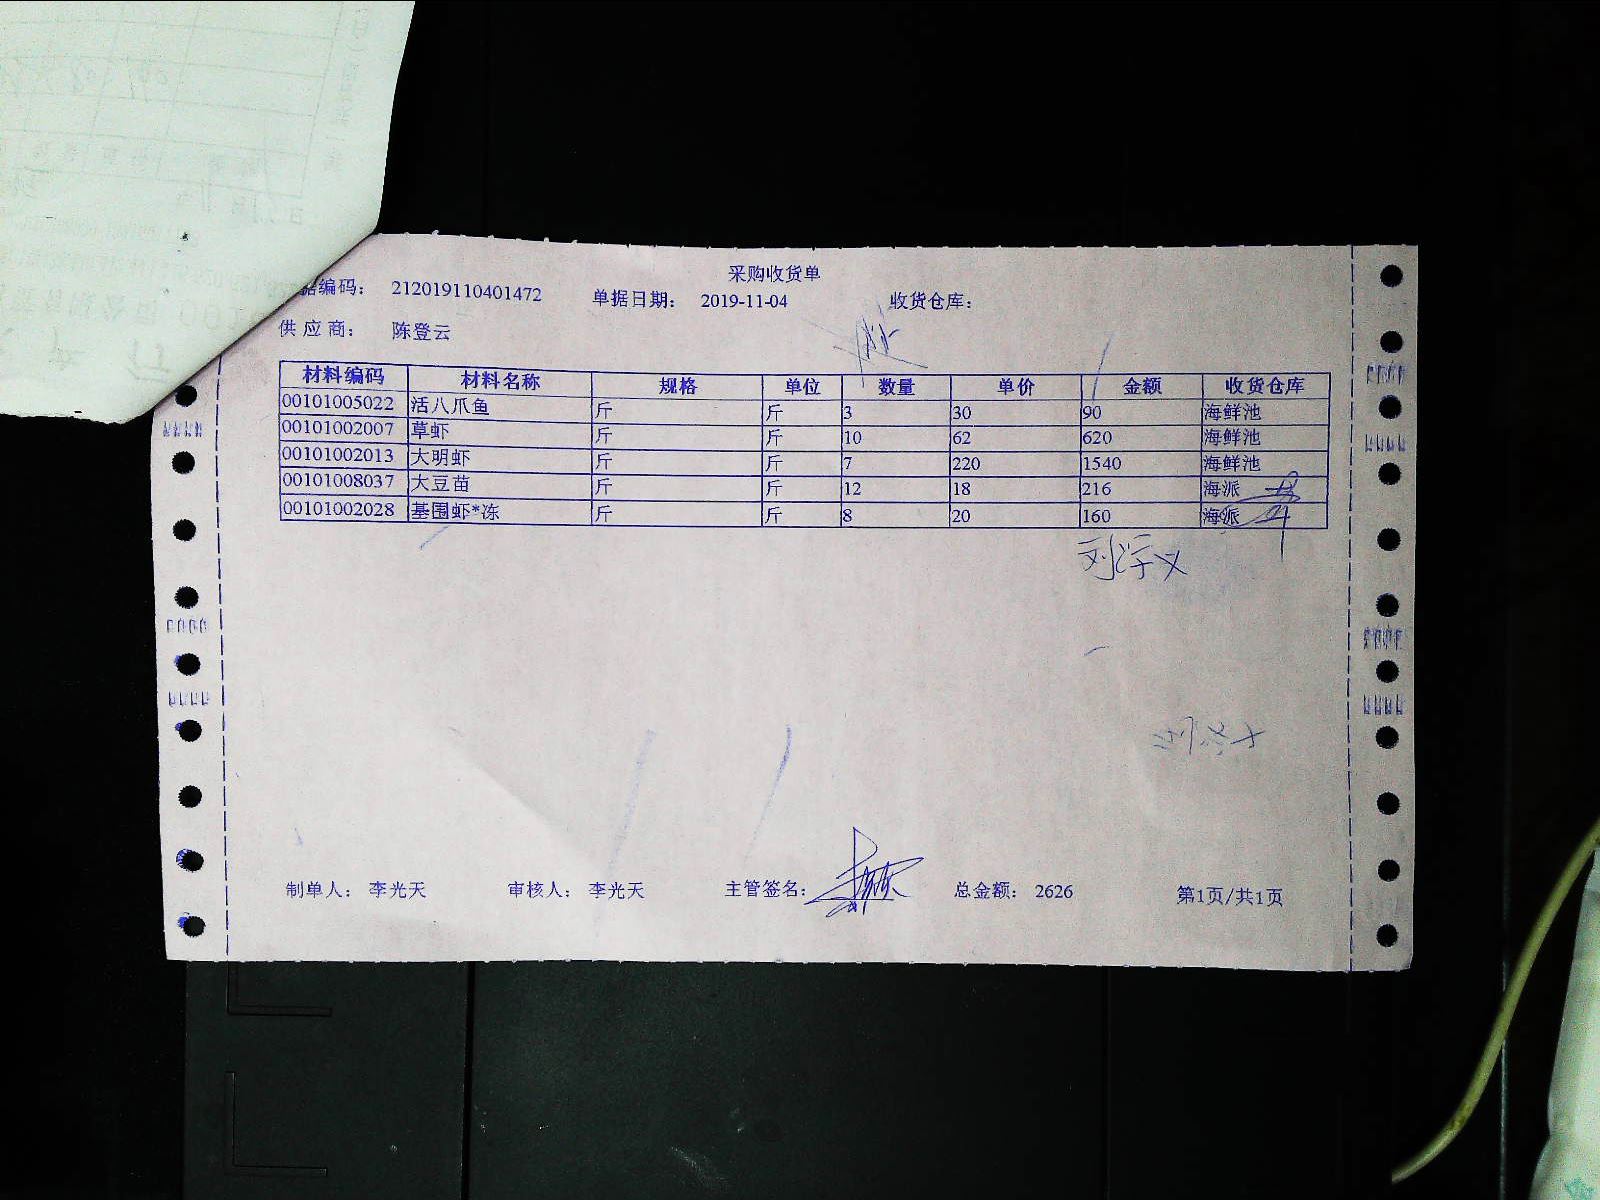 采购收货单
据编码： 212019110401472 单据日期： 2019-11-04 收货仓库：
供应商： 陈登云
材料编码 材料名称 规格 单位 数量 单价 金额 收货仓库
00101005022 活八爪鱼 斤 斤 3 30 90 海鲜池
00101002007 草虾 斤 斤 10 62 620 海鲜池
00101002013 大明虾 斤 斤 7 220 1540 海鲜池
00101008037 大豆苗 斤 斤 12 18 216 海派
00101002028 基围虾*冻 斤 斤 8 20 160 海派
制单人： 李光天 审核人： 李光天 主管签名： 总金额： 2626 第1页/共1页